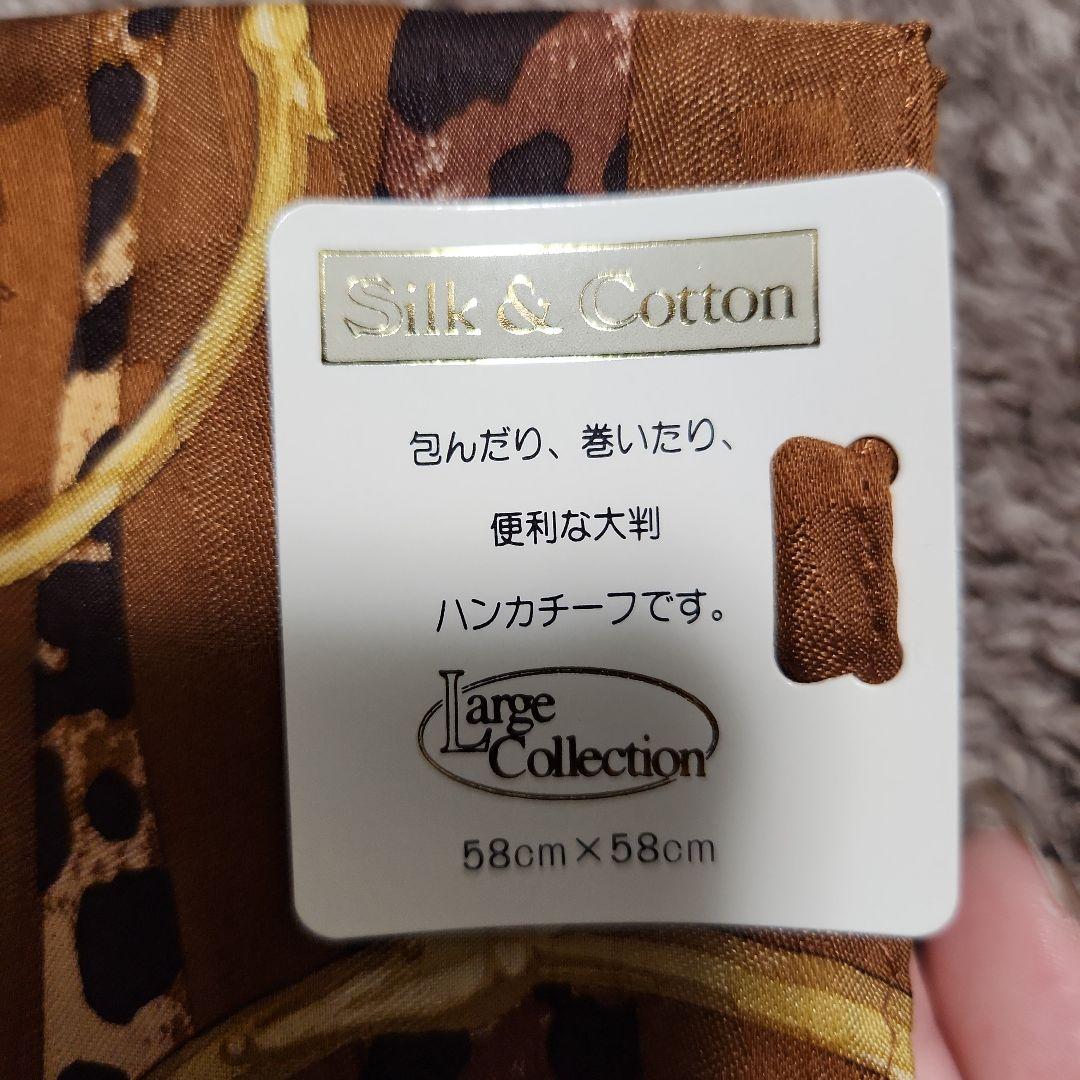 Silk & Cotton
包んだり、巻いたり、
便利な大判
ハンカチーフです。
Large
Collection
58cm×58cm